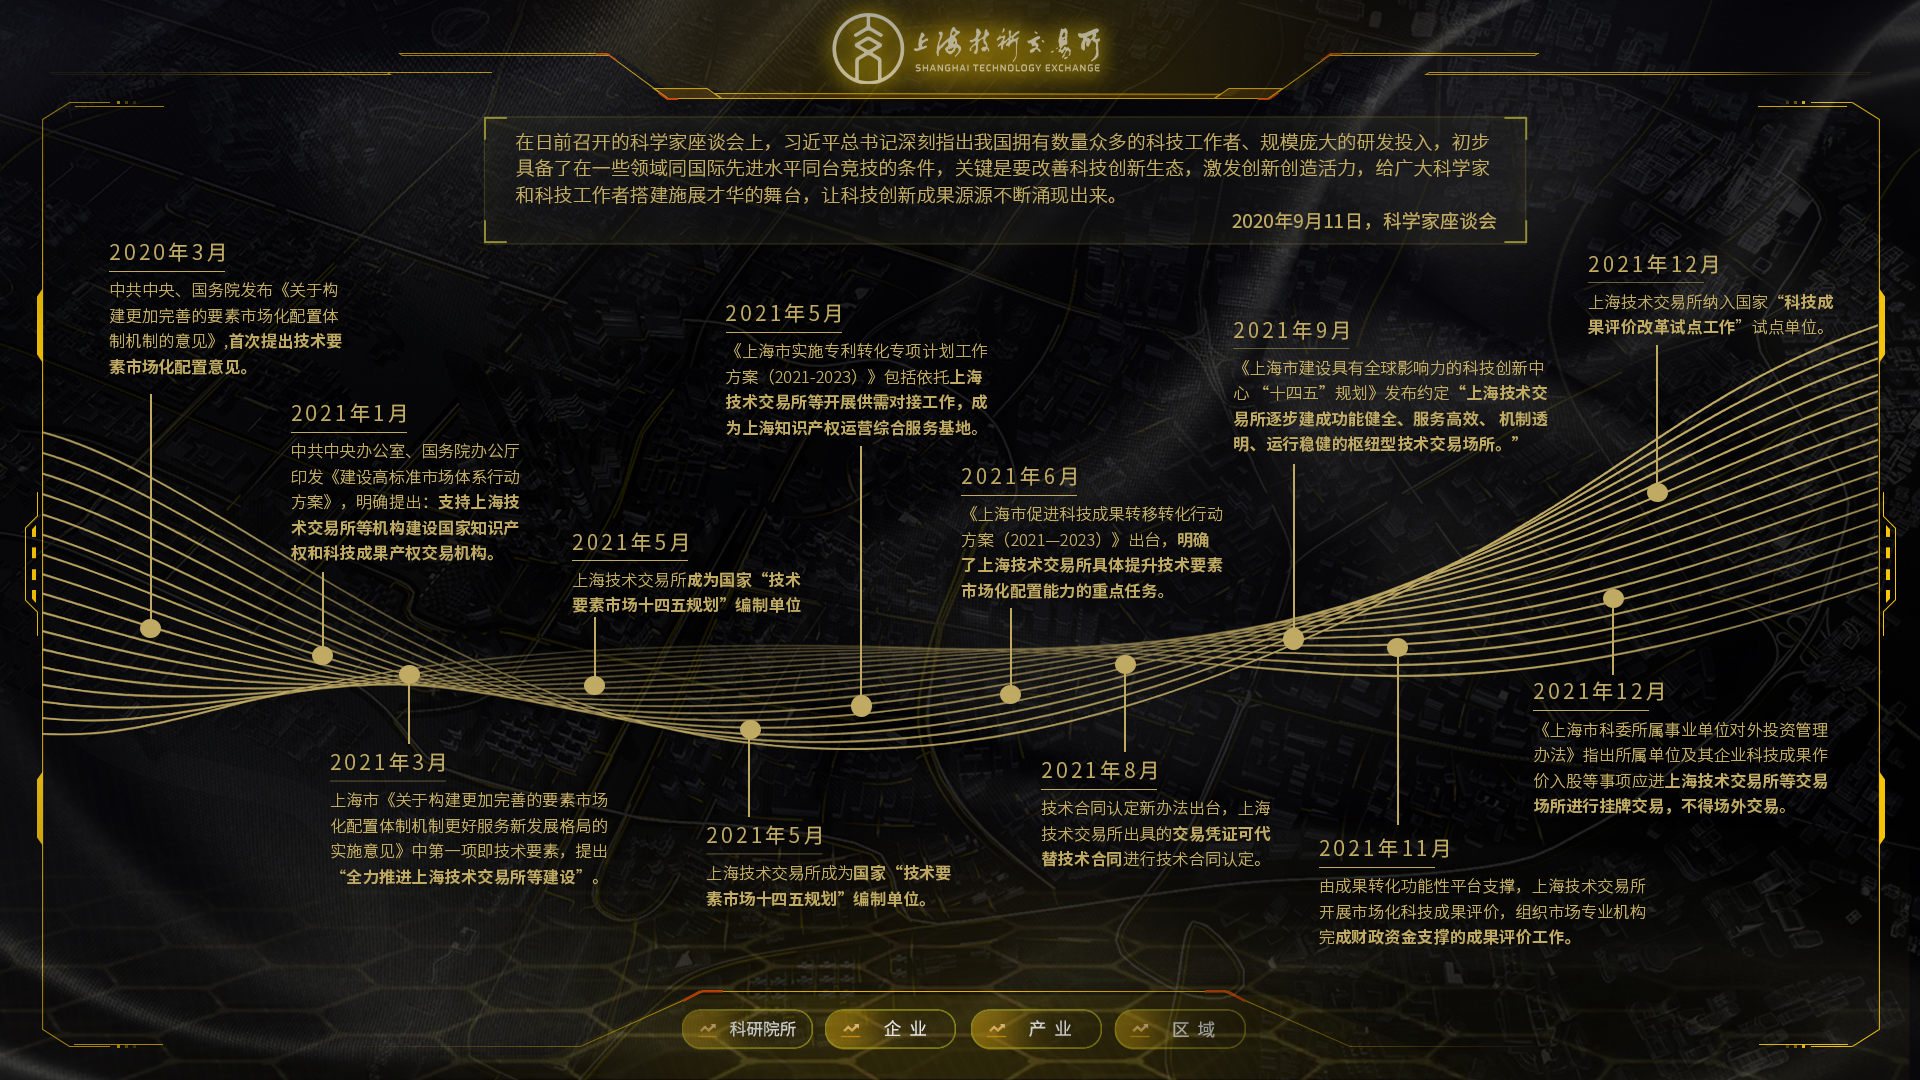 上海技術交易所
SHANGHAI TECHNOLOGY EXCHANGE
在日前召开的科学家座谈会上，习近平总书记深刻指出我国拥有数量众多的科技工作者、规模庞大的研发投入，初步
具备了在一些领域同国际先进水平同台竞技的条件，关键是要改善科技创新生态，激发创新创造活力，给广大科学家
和科技工作者搭建施展才华的舞台，让科技创新成果源源不断涌现出来。
2020年9月11日，科学家座谈会
2020年3月
中共中央、国务院发布《关于构
建更加完善的要素市场化配置体
制机制的意见》,首次提出技术要
素市场化配置意见。
2021年1月
中共中央办公室、国务院办公厅
印发《建设高标准市场体系行动
方案》，明确提出：支持上海技
术交易所等机构建设国家知识产
权和科技成果产权交易机构。
2021年3月
上海市《关于构建更加完善的要素市场
化配置体制机制更好服务新发展格局的
实施意见》中第一项即技术要素，提出
“全力推进上海技术交易所等建设”。
2021年5月
上海技术交易所成为国家“技术
要素市场十四五规划”编制单位
2021年5月
上海技术交易所成为国家“技术要
素市场十四五规划”编制单位。
2021年5月
《上海市实施专利转化专项计划工作
方案（2021-2023）》包括依托上海
技术交易所等开展供需对接工作，成
为上海知识产权运营综合服务基地。
2021年6月
《上海市促进科技成果转移转化行动
方案（2021—2023）》出台，明确
了上海技术交易所具体提升技术要素
市场化配置能力的重点任务。
2021年8月
技术合同认定新办法出台，上海
技术交易所出具的交易凭证可代
替技术合同进行技术合同认定。
2021年9月
《上海市建设具有全球影响力的科技创新中
心 “十四五”规划》发布约定“上海技术交
易所逐步建成功能健全、服务高效、 机制透
明、运行稳健的枢纽型技术交易场所。”
2021年11月
由成果转化功能性平台支撑，上海技术交易所
开展市场化科技成果评价，组织市场专业机构
完成财政资金支撑的成果评价工作。
2021年12月
上海技术交易所纳入国家“科技成
果评价改革试点工作”试点单位。
2021年12月
《上海市科委所属事业单位对外投资管理
办法》指出所属单位及其企业科技成果作
价入股等事项应进上海技术交易所等交易
场所进行挂牌交易，不得场外交易。
科研院所
企业
产业
区域